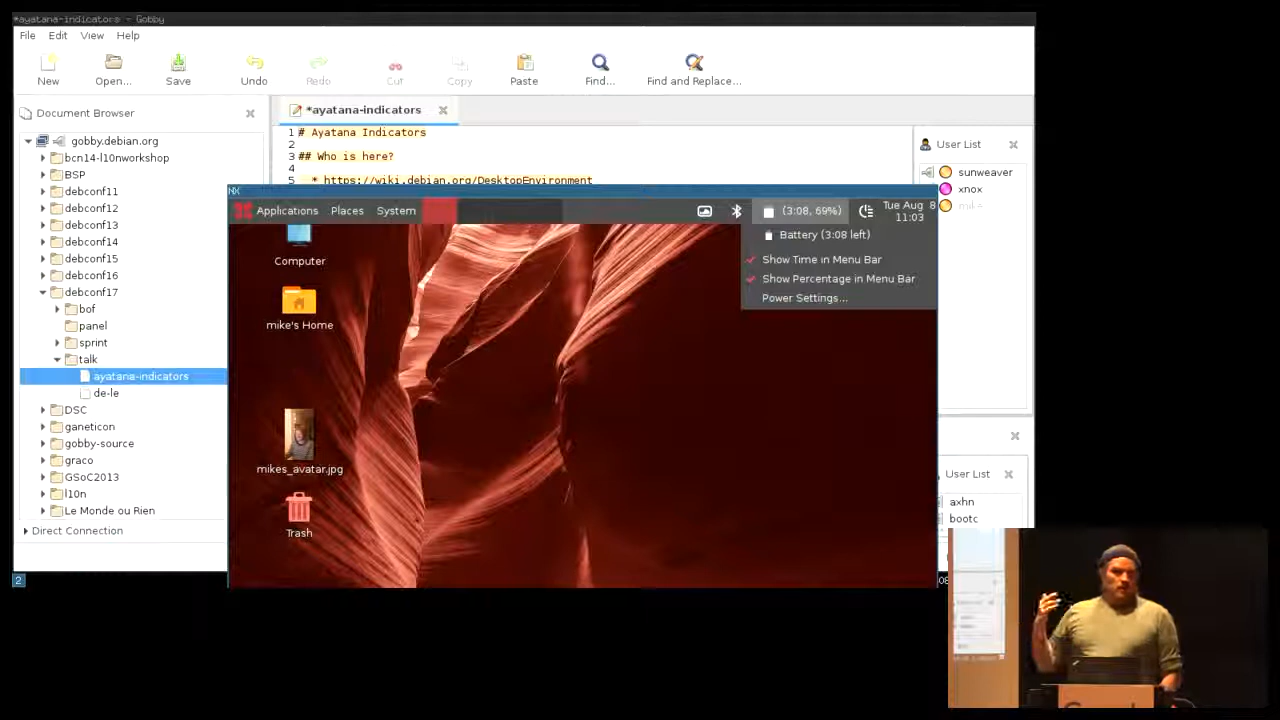 *ayatana-indicators - Gobby
File Edit View Help
New Open... Save Undo Redo Cut Copy Paste Find... Find and Replace...
Document Browser
*ayatana-indicators
gobby.debian.org
bcn14-l10nworkshop
BSP
debconf11
debconf12
debconf13
debconf14
debconf15
debconf16
debconf17
bof
panel
sprint
talk
ayatana-indicators
de-le
DSC
ganeticon
gobby-source
graco
GSoC2013
l10n
Le Monde ou Rien
Direct Connection
2
1 # Ayatana Indicators
2
3 ## Who is here?
5 * https://wiki.debian.org/DesktopEnvironment
User List
sunweaver
xnox
mike
NX
Applications Places System
(3:08, 69%)
Tue Aug 8
11:03
Battery (3:08 left)
Show Time in Menu Bar
Show Percentage in Menu Bar
Power Settings...
Computer
mike's Home
mikes_avatar.jpg
Trash
User List
axhn
bootc